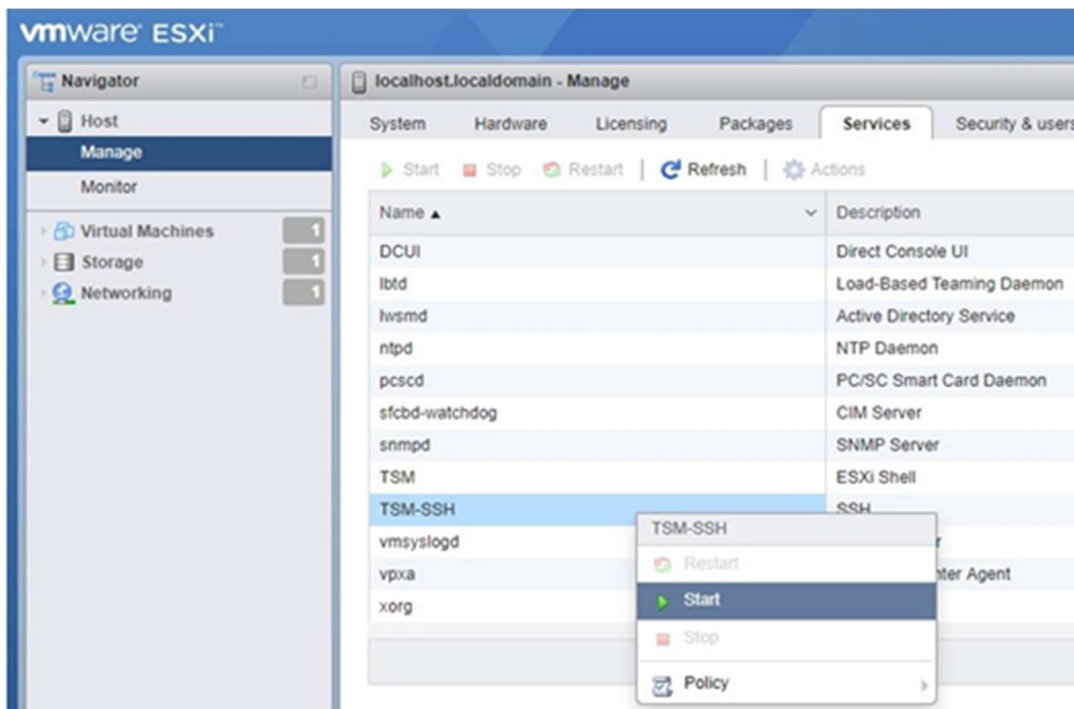 vmware ESXi™
Navigator
Host
Manage
Monitor
Virtual Machines 1
Storage 1
Networking 1
localhost.localdomain - Manage
System Hardware Licensing Packages Services Security & users
Start Stop Restart Refresh Actions
Name Description
DCUI Direct Console UI
lbtd Load-Based Teaming Daemon
lwsmd Active Directory Service
ntpd NTP Daemon
pcscd PC/SC Smart Card Daemon
sfcbd-watchdog CIM Server
snmpd SNMP Server
TSM ESXi Shell
TSM-SSH SSH
vmsyslogd r
vpxa nter Agent
xorg
TSM-SSH
Restart
Start
Stop
Policy